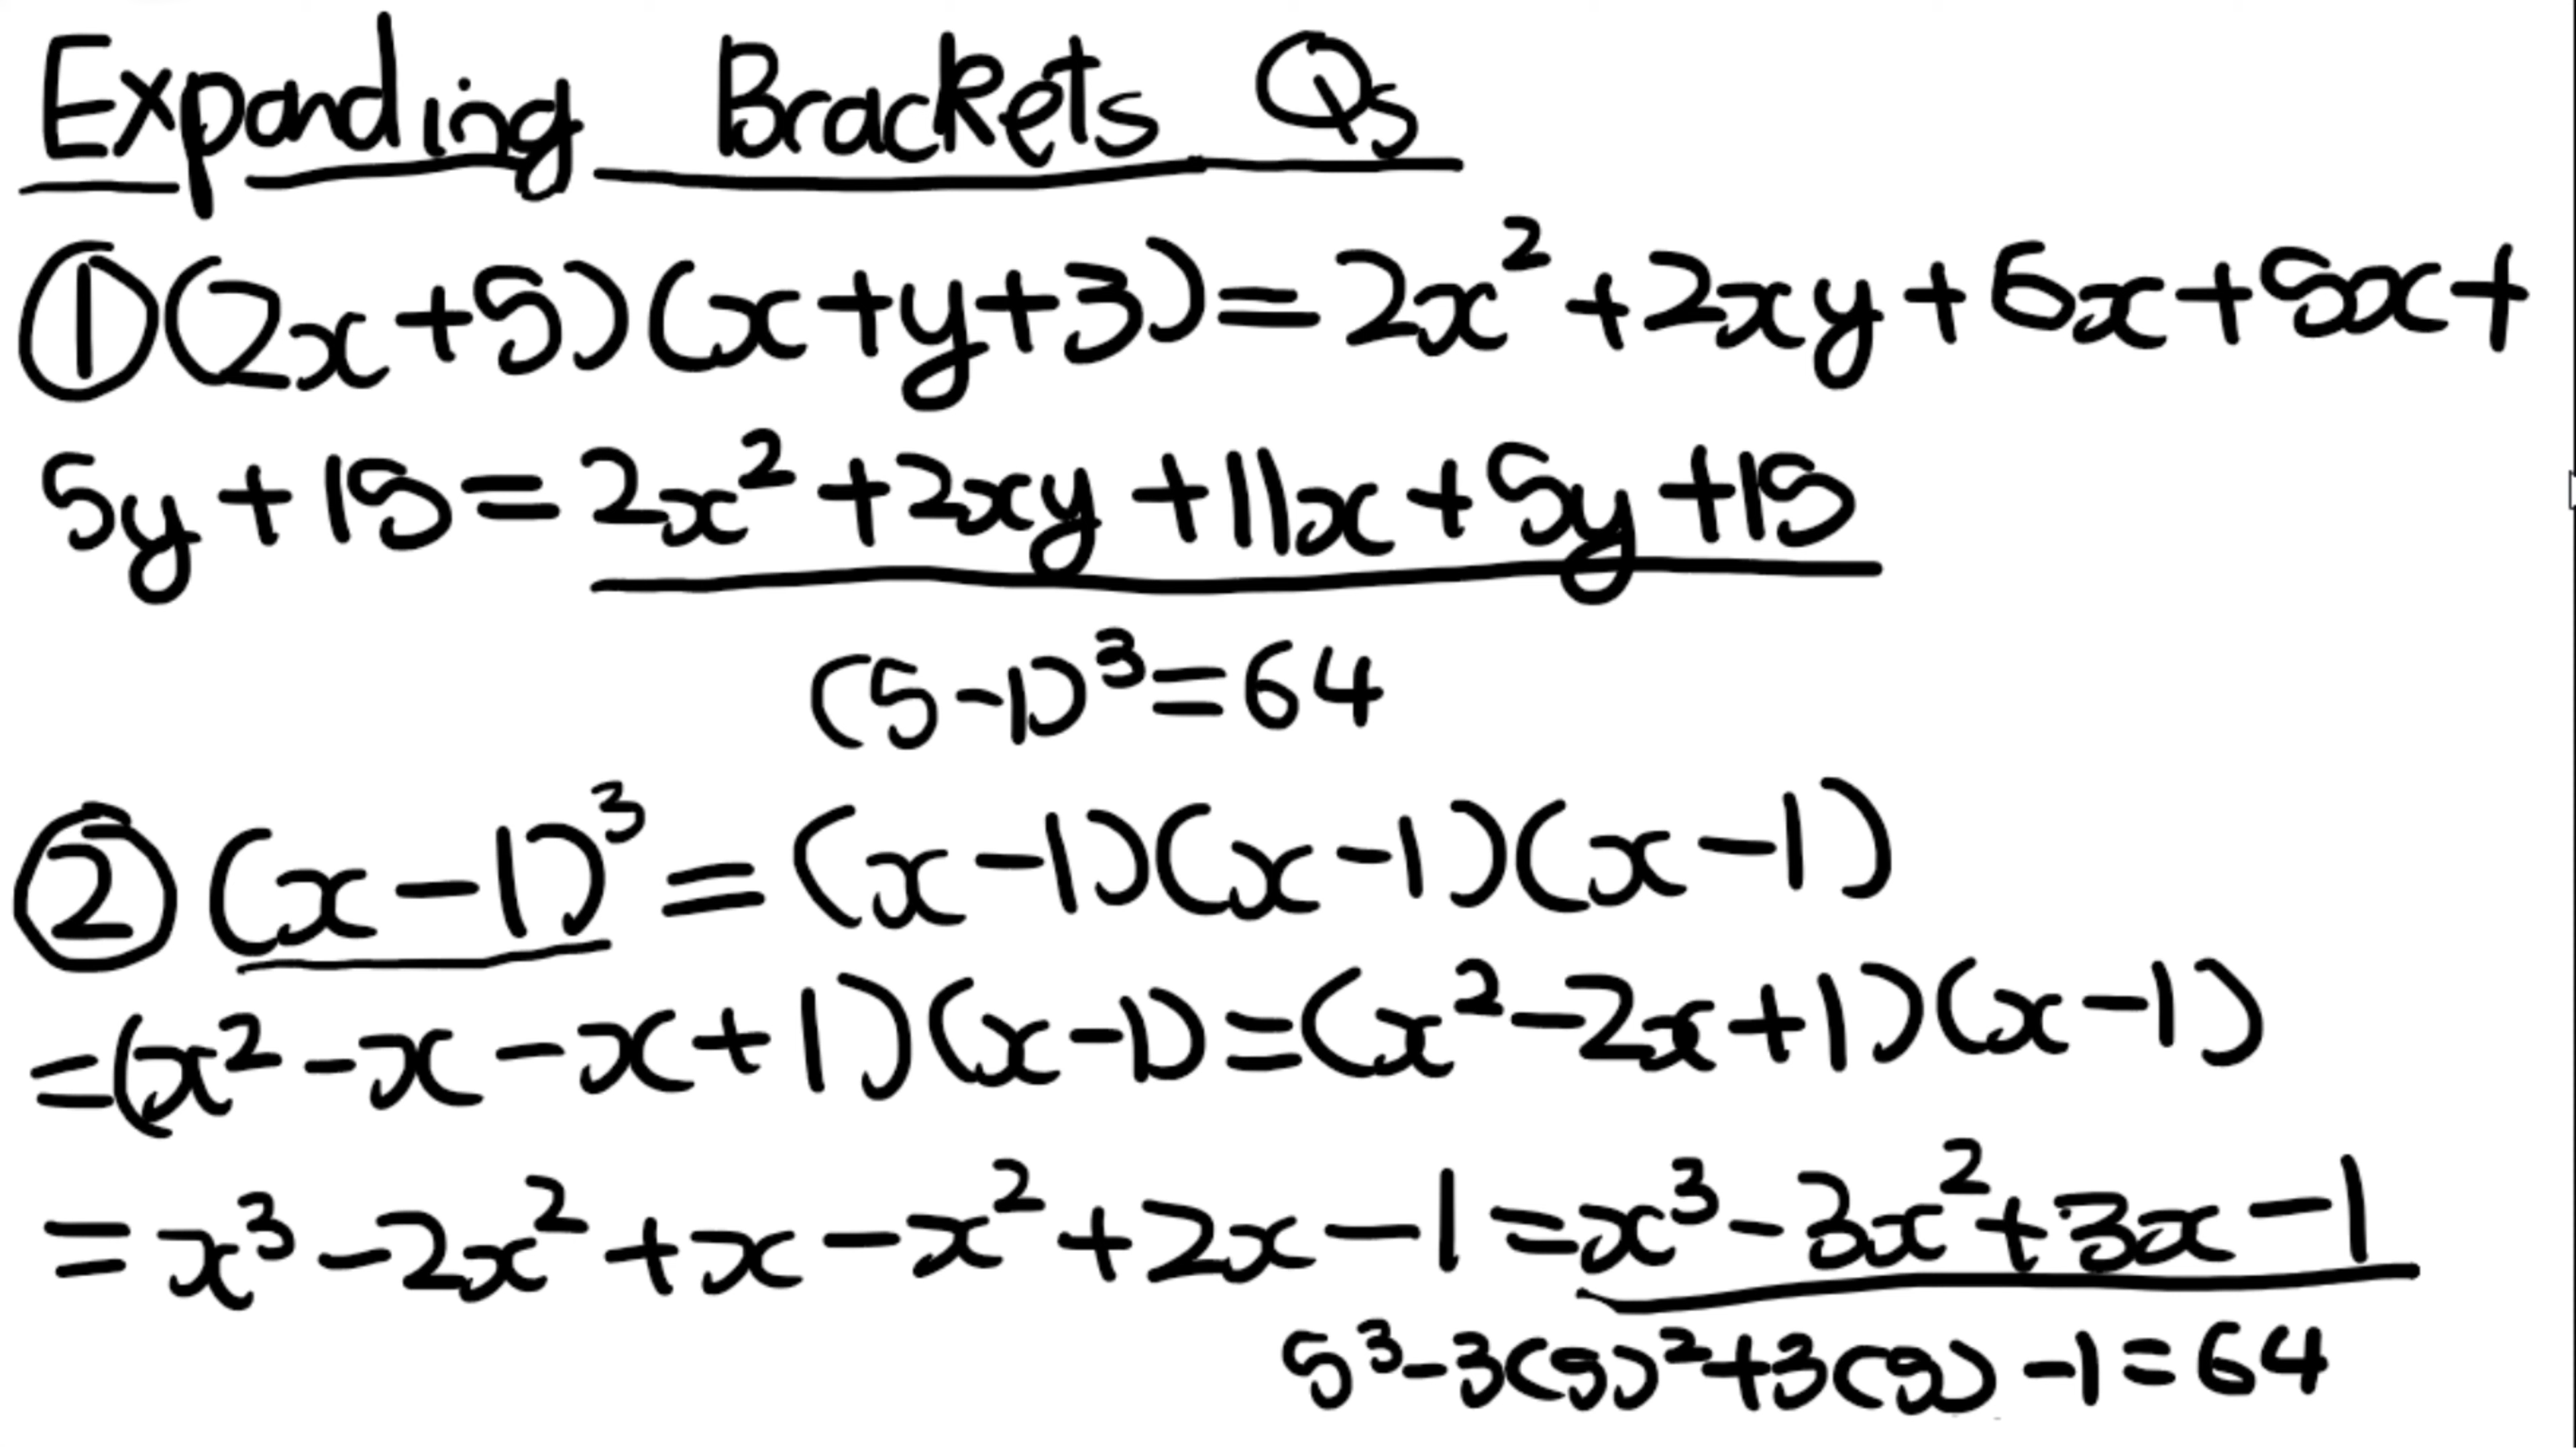 Expanding Brackets Qs
① (2x+5)(x+y+3)=2x²+2xy+6x+5x+
5y+15=2x²+2xy+11x+5y+15
(5-1)³=64
② (x-1)³=(x-1)(x-1)(x-1)
=(x²-x-x+1)(x-1)=(x²-2x+1)(x-1)
=x³-2x²+x-x²+2x-1=x³-3x²+3x-1
5³-3(5)²+3(5)-1=64